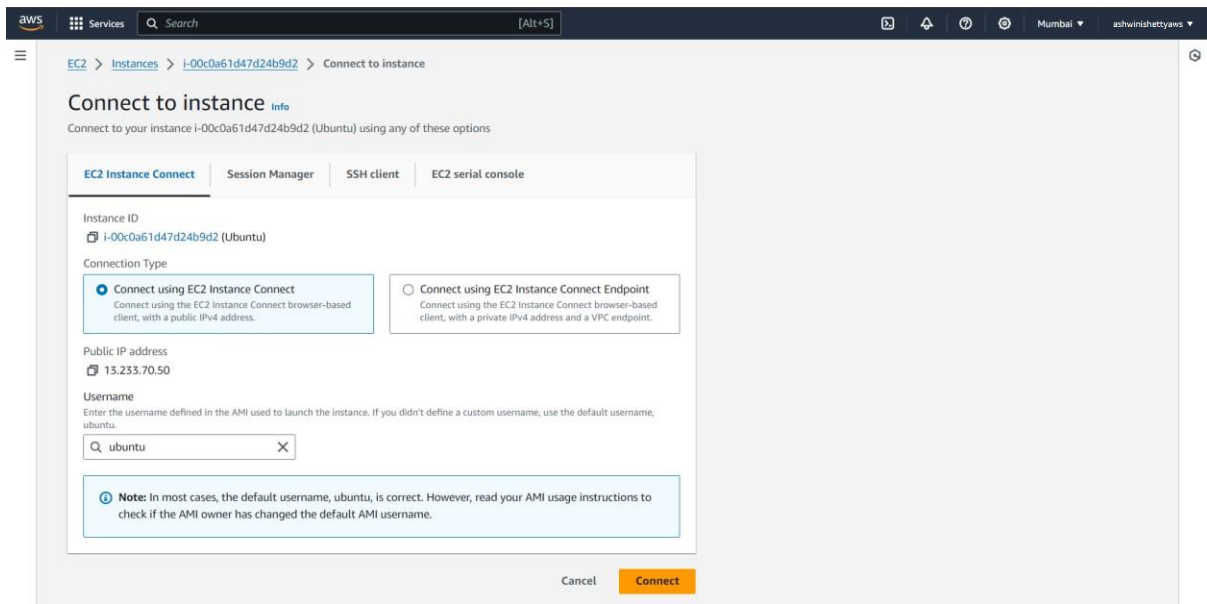 aws Services Search [Alt+S] Mumbai ▼ ashwinishettyaws ▼
EC2 > Instances > i-00c0a61d47d24b9d2 > Connect to instance
Connect to instance Info
Connect to your instance i-00c0a61d47d24b9d2 (Ubuntu) using any of these options
EC2 Instance Connect Session Manager SSH client EC2 serial console
Instance ID
i-00c0a61d47d24b9d2 (Ubuntu)
Connection Type
Connect using EC2 Instance Connect
Connect using the EC2 Instance Connect browser-based
client, with a public IPv4 address.
Connect using EC2 Instance Connect Endpoint
Connect using the EC2 Instance Connect browser-based
client, with a private IPv4 address and a VPC endpoint.
Public IP address
13.233.70.50
Username
Enter the username defined in the AMI used to launch the instance. If you didn't define a custom username, use the default username,
ubuntu.
ubuntu
Note: In most cases, the default username, ubuntu, is correct. However, read your AMI usage instructions to
check if the AMI owner has changed the default AMI username.
Cancel Connect